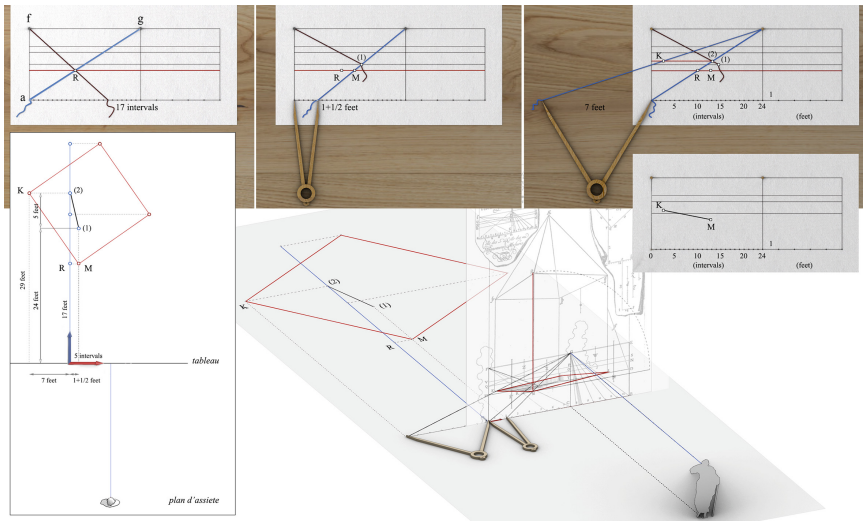 f
g
R
a
17 intervals
(1)
R
M
1+1/2 feet
K
(2)
(1)
R
M
7 feet
1
0
5
10
15
20
24
(intervals)
(feet)
K
M
1
0
5
10
15
20
24
(intervals)
(feet)
K
(2)
5 feet
(1)
R
M
29 feet
24 feet
17 feet
5 intervals
tableau
7 feet
1+1/2 feet
plan d'assiete
(2)
(1)
K
R
M